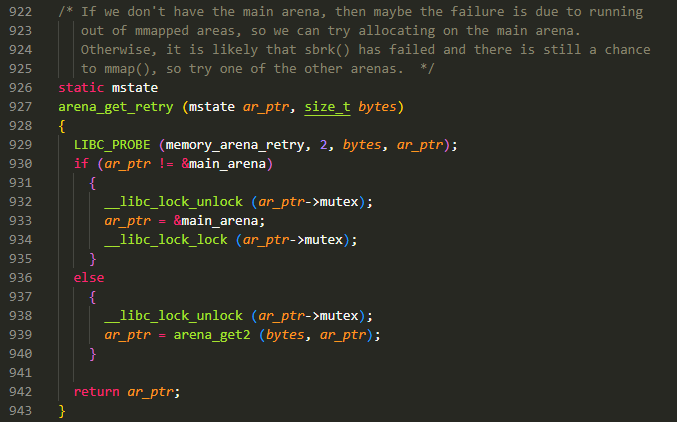 922 /* If we don't have the main arena, then maybe the failure is due to running
923 out of mmapped areas, so we can try allocating on the main arena.
924 Otherwise, it is likely that sbrk() has failed and there is still a chance
925 to mmap(), so try one of the other arenas.  */
926 static mstate
927 arena_get_retry (mstate ar_ptr, size_t bytes)
928 {
929   LIBC_PROBE (memory_arena_retry, 2, bytes, ar_ptr);
930   if (ar_ptr != &main_arena)
931     {
932       __libc_lock_unlock (ar_ptr->mutex);
933       ar_ptr = &main_arena;
934       __libc_lock_lock (ar_ptr->mutex);
935     }
936   else
937     {
938       __libc_lock_unlock (ar_ptr->mutex);
939       ar_ptr = arena_get2 (bytes, ar_ptr);
940     }
941
942   return ar_ptr;
943 }